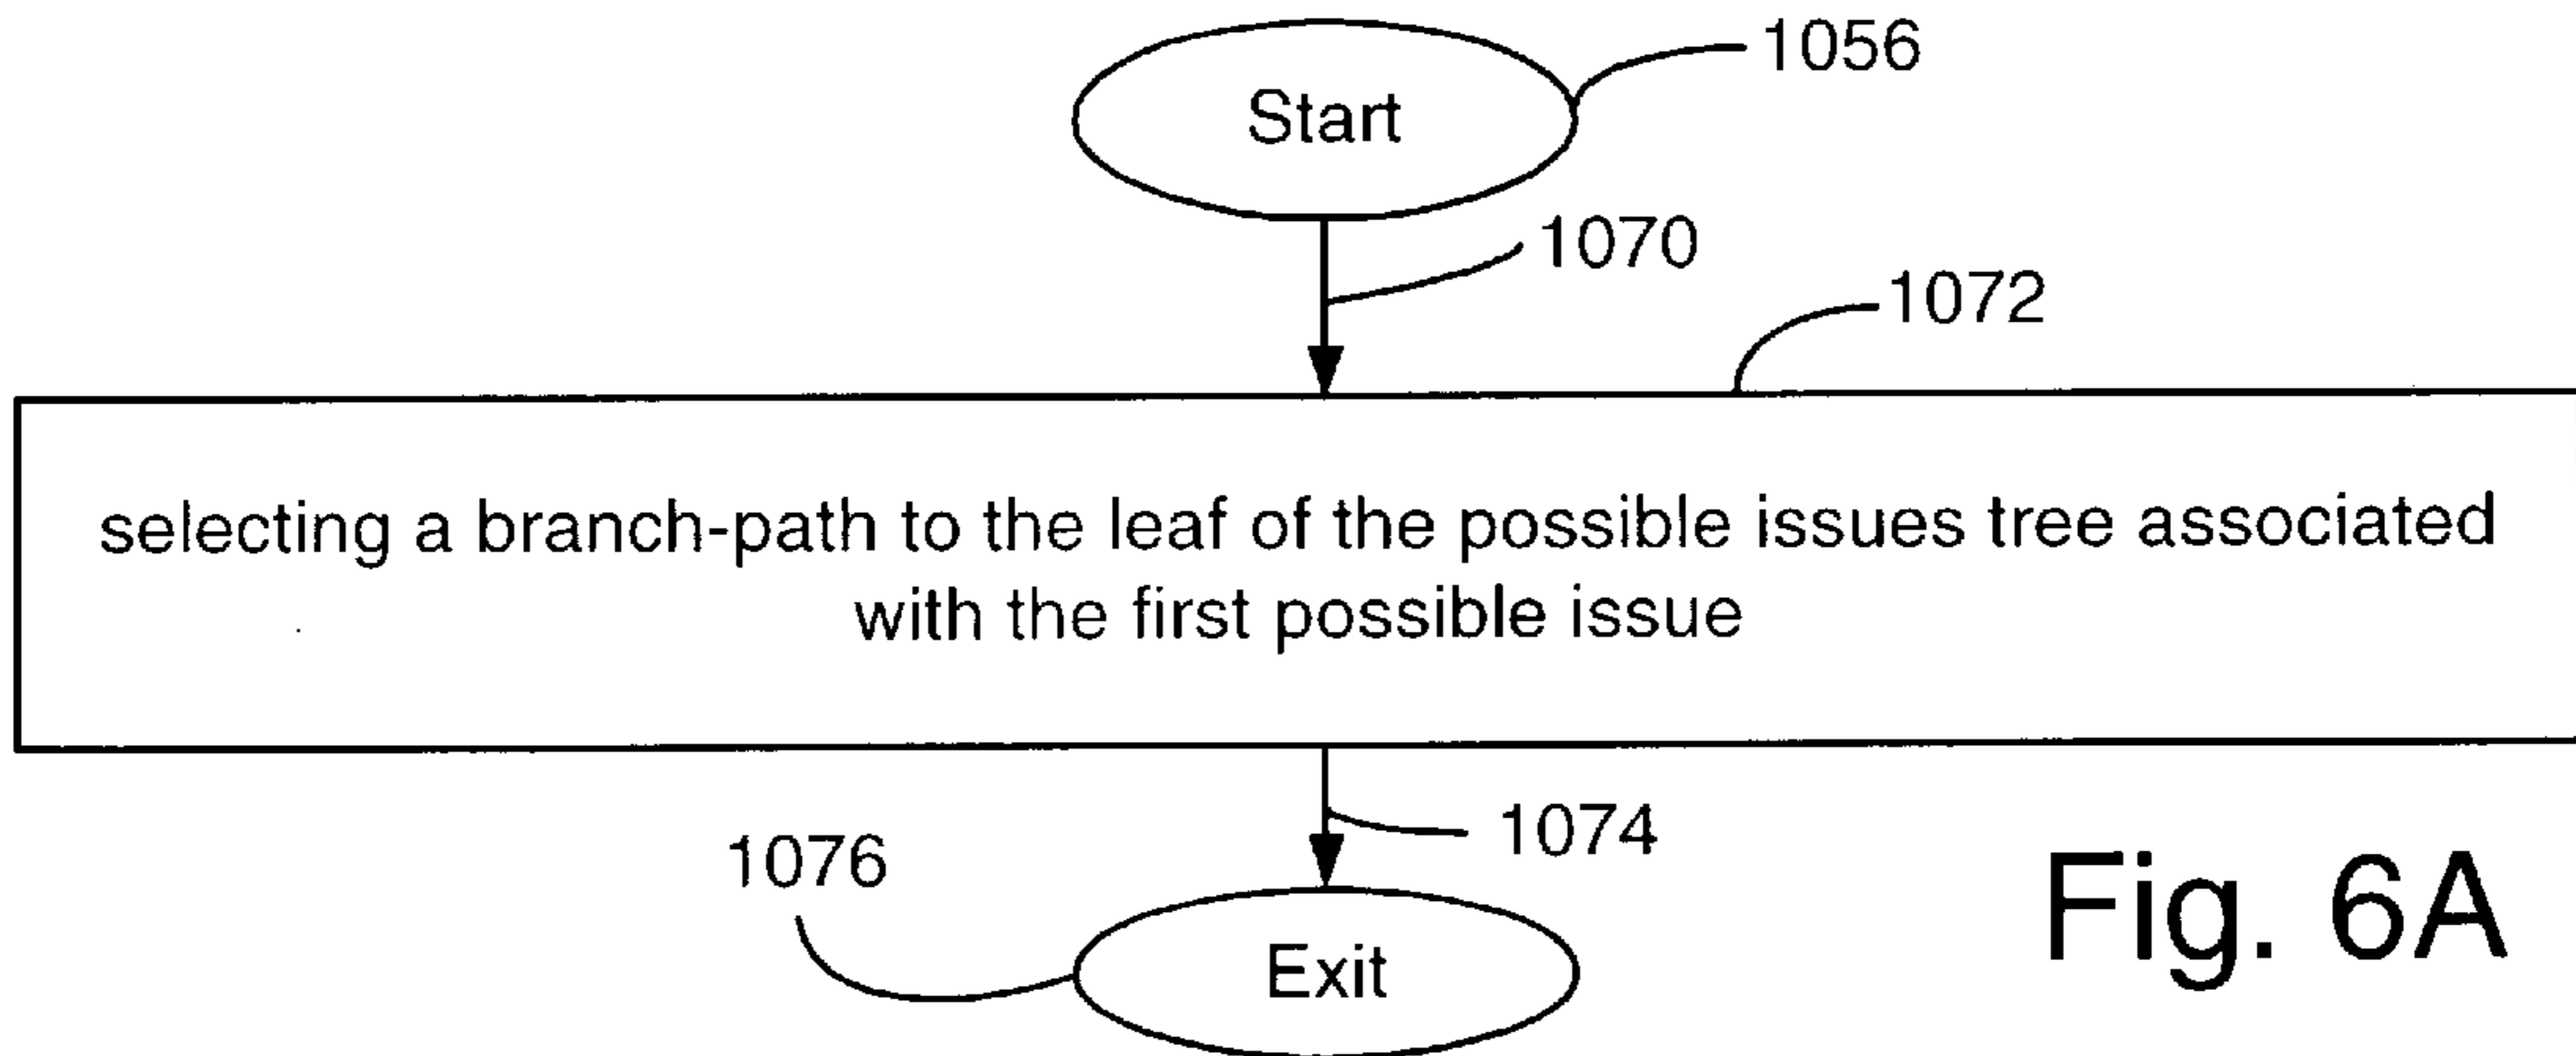 1056
Start
1070
1072
selecting a branch-path to the leaf of the possible issues tree associated
with the first possible issue
1074
1076
Exit
Fig. 6A